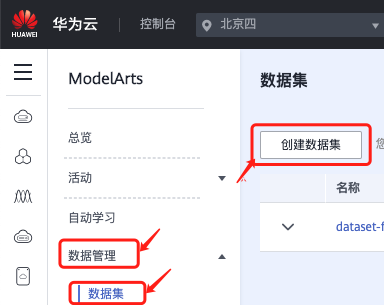 HUAWEI
华为云
控制台
北京四
ModelArts
总览
活动
自动学习
数据管理
数据集
数据集
创建数据集
您
名称
dataset-f